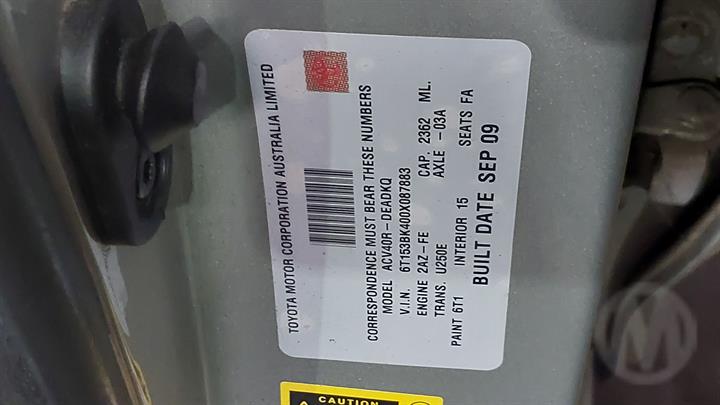 TOYOTA MOTOR CORPORATION AUSTRALIA LIMITED
CORRESPONDENCE MUST BEAR THESE NUMBERS
MODEL ACV40R-DEADKQ
V.I.N. 6T153BK400X087883
ENGINE 2AZ-FE CAP. 2362 ML.
TRANS. U250E AXLE -03A
PAINT 6T1 INTERIOR 15 SEATS FA
BUILT DATE SEP 09
CAUTION
M